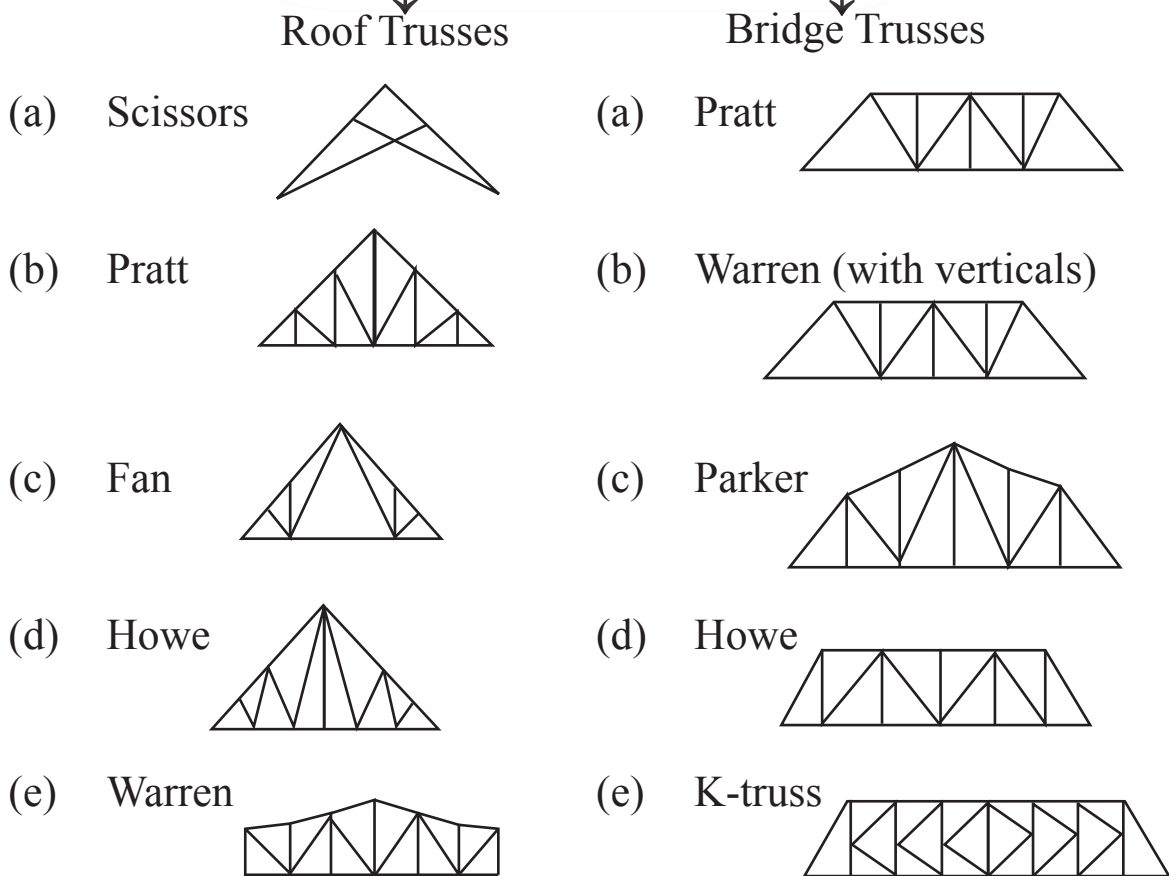 Roof Trusses
(a) Scissors
(b) Pratt
(c) Fan
(d) Howe
(e) Warren
Bridge Trusses
(a) Pratt
(b) Warren (with verticals)
(c) Parker
(d) Howe
(e) K-truss